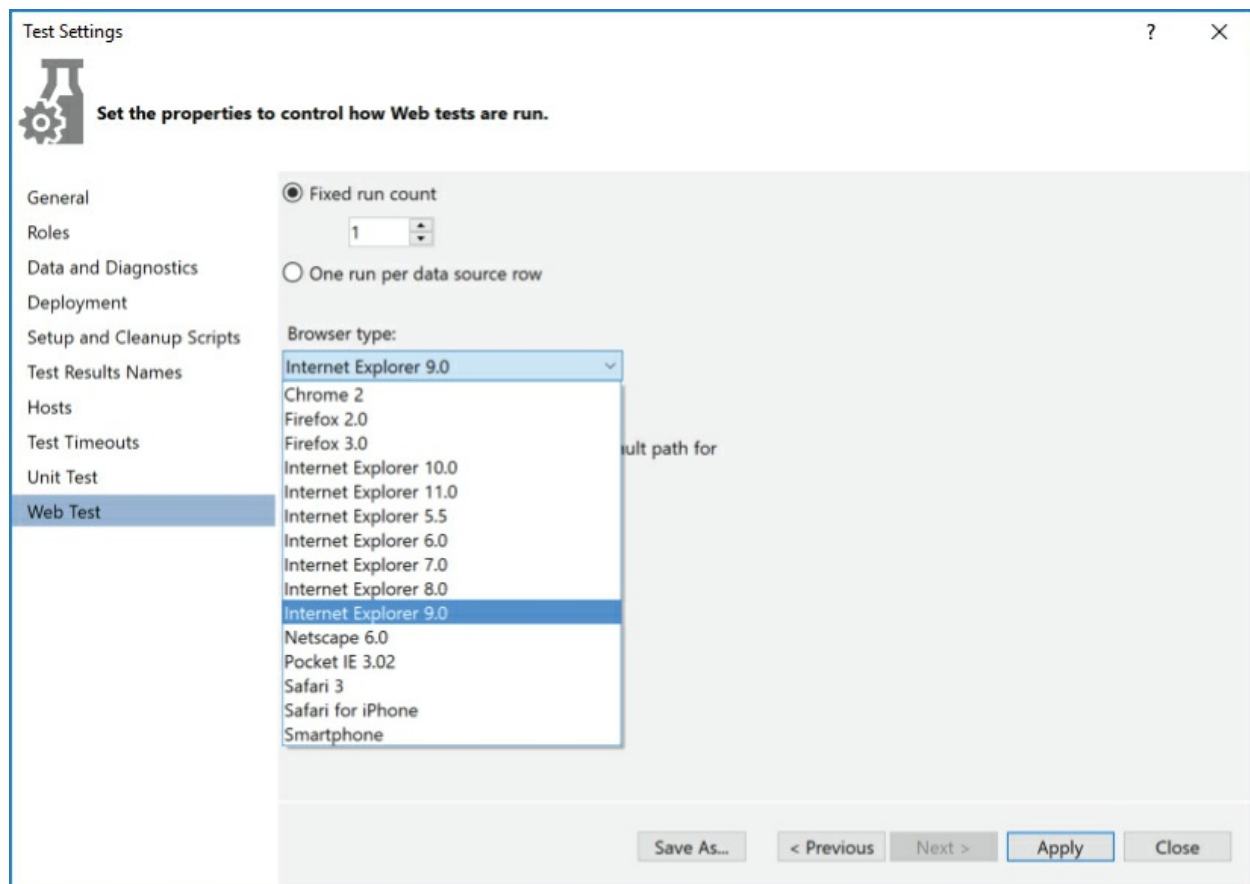 Test Settings
?
Set the properties to control how Web tests are run.
General
Roles
Data and Diagnostics
Deployment
Setup and Cleanup Scripts
Test Results Names
Hosts
Test Timeouts
Unit Test
Web Test
Fixed run count
1
One run per data source row
Browser type:
Internet Explorer 9.0
Chrome 2
Firefox 2.0
Firefox 3.0
Internet Explorer 10.0
Internet Explorer 11.0
Internet Explorer 5.5
Internet Explorer 6.0
Internet Explorer 7.0
Internet Explorer 8.0
Internet Explorer 9.0
Netscape 6.0
Pocket IE 3.02
Safari 3
Safari for iPhone
Smartphone
ult path for
Save As...
< Previous
Next >
Apply
Close